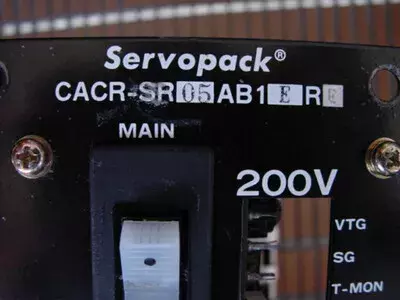 Servopack®
CACR-SR05AB1ERE
MAIN
200V
VTG
SG
T-MON